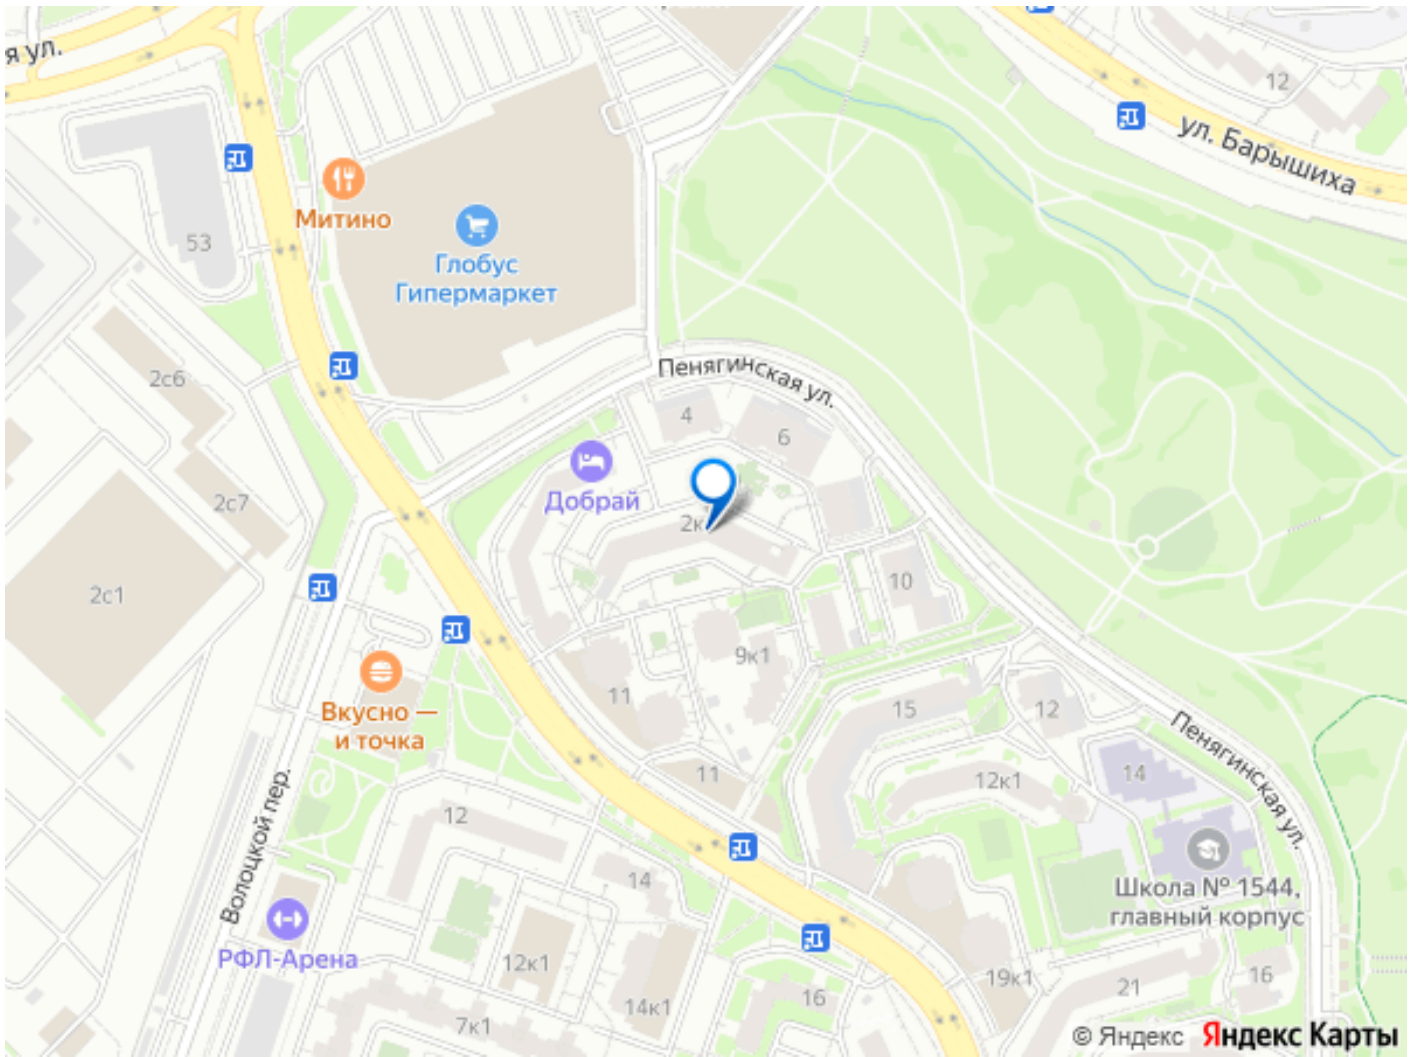 я ул.
12
ул. Барышиха
53
Митино
Глобус
Гипермаркет
Пенягинская ул.
2с6
4
6
Добрай
2с7
2к
10
2с1
9к1
11
15
12
Вкусно —
и точка
Пенягинская ул.
11
12к1
14
12
Волоцкой пер.
Школа № 1544,
главный корпус
14
РФЛ-Арена
12к1
19к1
16
21
16
14к1
7к1
© Яндекс Яндекс Карты